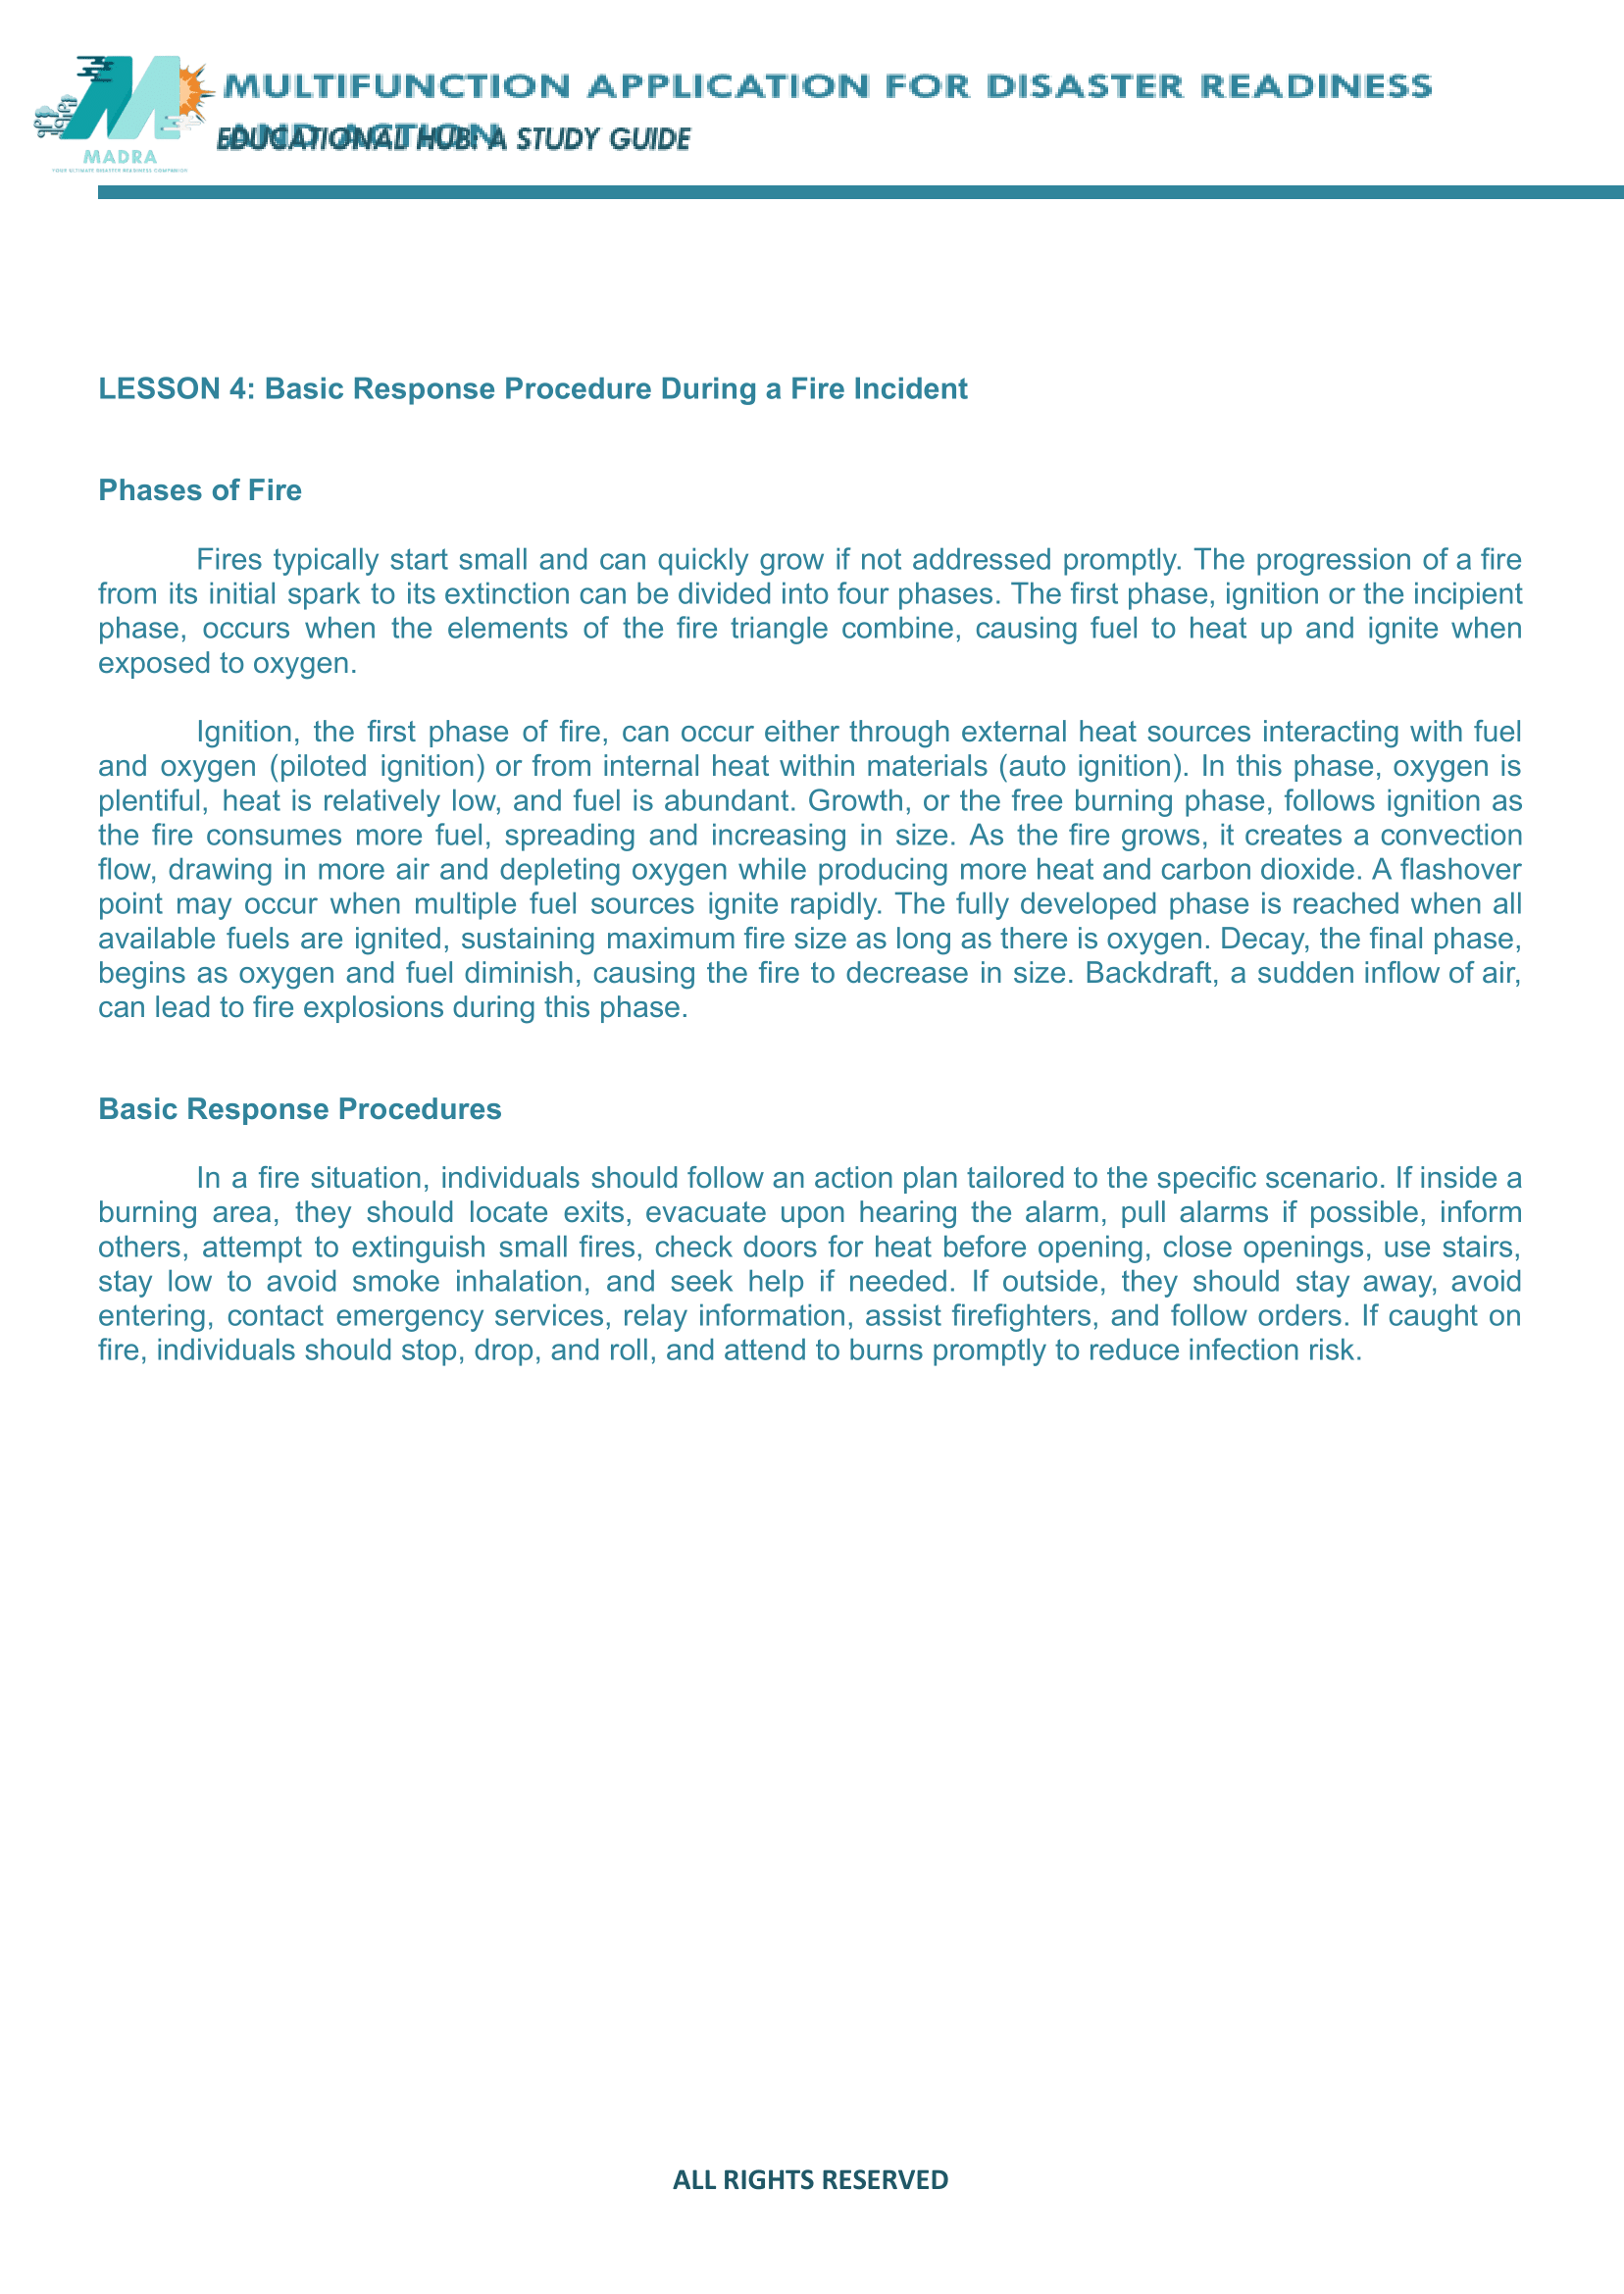 MULTIFUNCTION APPLICATION FOR DISASTER READINESS
AND ACTION
EDUCATIONAL HUB: A STUDY GUIDE
MADRA
YOUR ULTIMATE DISASTER READINESS COMPANION
LESSON 4: Basic Response Procedure During a Fire Incident
Phases of Fire
Fires typically start small and can quickly grow if not addressed promptly. The progression of a fire
from its initial spark to its extinction can be divided into four phases. The first phase, ignition or the incipient
phase, occurs when the elements of the fire triangle combine, causing fuel to heat up and ignite when
exposed to oxygen.
Ignition, the first phase of fire, can occur either through external heat sources interacting with fuel
and oxygen (piloted ignition) or from internal heat within materials (auto ignition). In this phase, oxygen is
plentiful, heat is relatively low, and fuel is abundant. Growth, or the free burning phase, follows ignition as
the fire consumes more fuel, spreading and increasing in size. As the fire grows, it creates a convection
flow, drawing in more air and depleting oxygen while producing more heat and carbon dioxide. A flashover
point may occur when multiple fuel sources ignite rapidly. The fully developed phase is reached when all
available fuels are ignited, sustaining maximum fire size as long as there is oxygen. Decay, the final phase,
begins as oxygen and fuel diminish, causing the fire to decrease in size. Backdraft, a sudden inflow of air,
can lead to fire explosions during this phase.
Basic Response Procedures
In a fire situation, individuals should follow an action plan tailored to the specific scenario. If inside a
burning area, they should locate exits, evacuate upon hearing the alarm, pull alarms if possible, inform
others, attempt to extinguish small fires, check doors for heat before opening, close openings, use stairs,
stay low to avoid smoke inhalation, and seek help if needed. If outside, they should stay away, avoid
entering, contact emergency services, relay information, assist firefighters, and follow orders. If caught on
fire, individuals should stop, drop, and roll, and attend to burns promptly to reduce infection risk.
ALL RIGHTS RESERVED